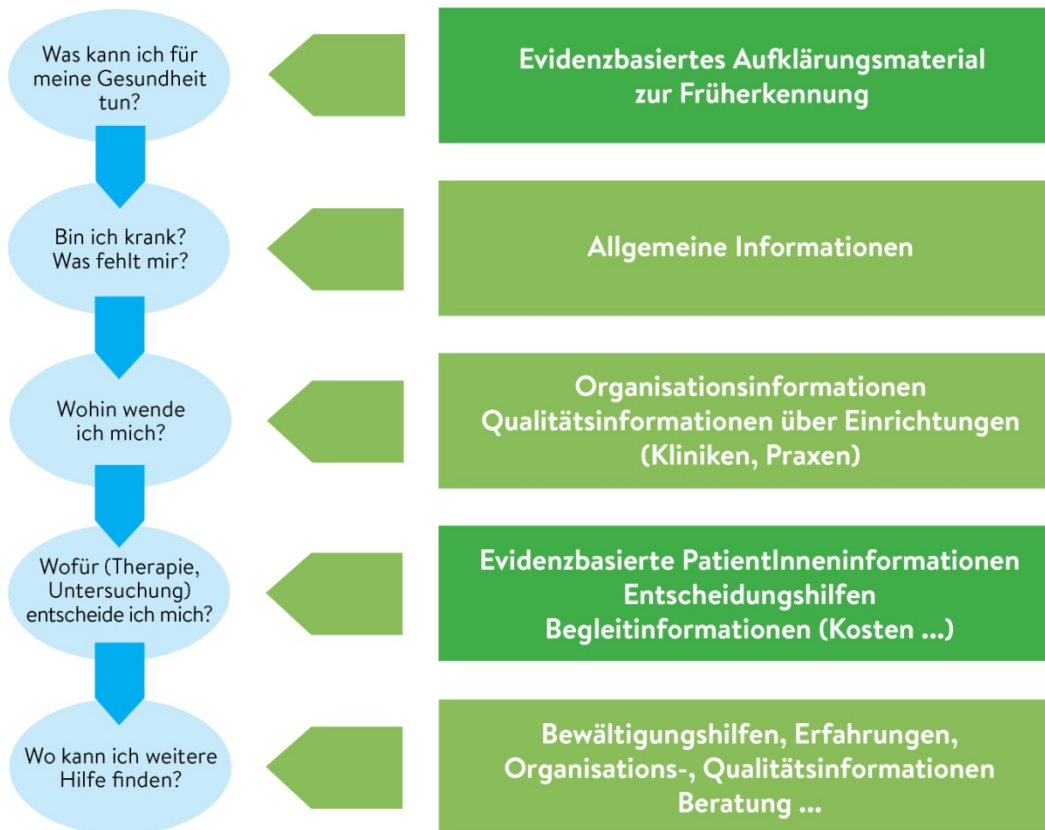 Was kann ich für
meine Gesundheit
tun?
Evidenzbasiertes Aufklärungsmaterial
zur Früherkennung
Bin ich krank?
Was fehlt mir?
Allgemeine Informationen
Wohin wende
ich mich?
Organisationsinformationen
Qualitätsinformationen über Einrichtungen
(Kliniken, Praxen)
Wofür (Therapie,
Untersuchung)
entscheide ich mich?
Evidenzbasierte PatientInneninformationen
Entscheidungshilfen
Begleitinformationen (Kosten ...)
Wo kann ich weitere
Hilfe finden?
Bewältigungshilfen, Erfahrungen,
Organisations-, Qualitätsinformationen
Beratung ...